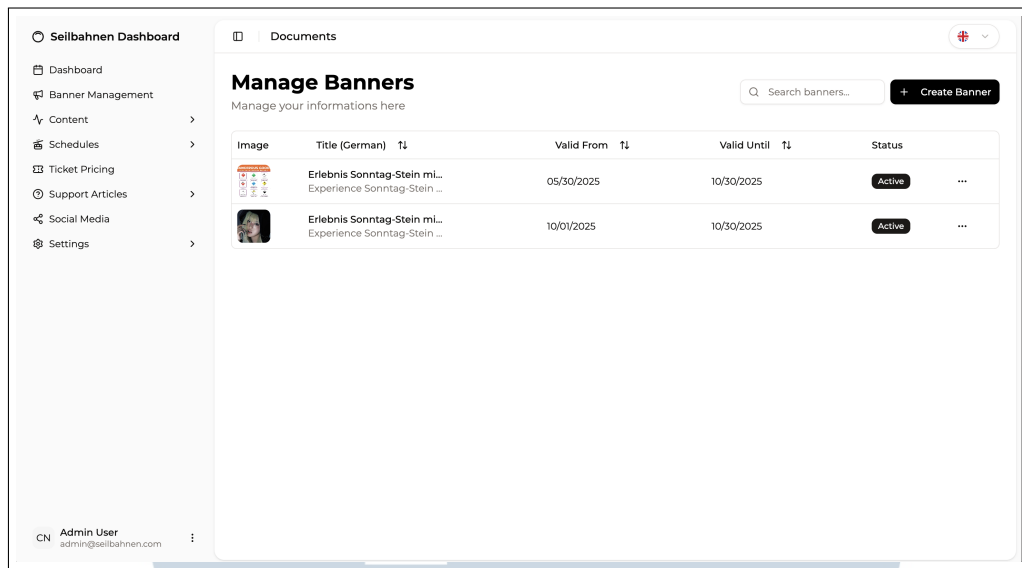 Seilbahnen Dashboard
Documents
Dashboard
Banner Management
Content
Schedules
Ticket Pricing
Support Articles
Social Media
Settings
Manage Banners
Manage your informations here
Search banners...
+ Create Banner
Image Title (German) Valid From Valid Until Status
Erlebnis Sonntag-Stein mi...
Experience Sonntag-Stein ...
05/30/2025 10/30/2025 Active ...
Erlebnis Sonntag-Stein mi...
Experience Sonntag-Stein ...
10/01/2025 10/30/2025 Active ...
CN
Admin User
admin@seilbahnen.com